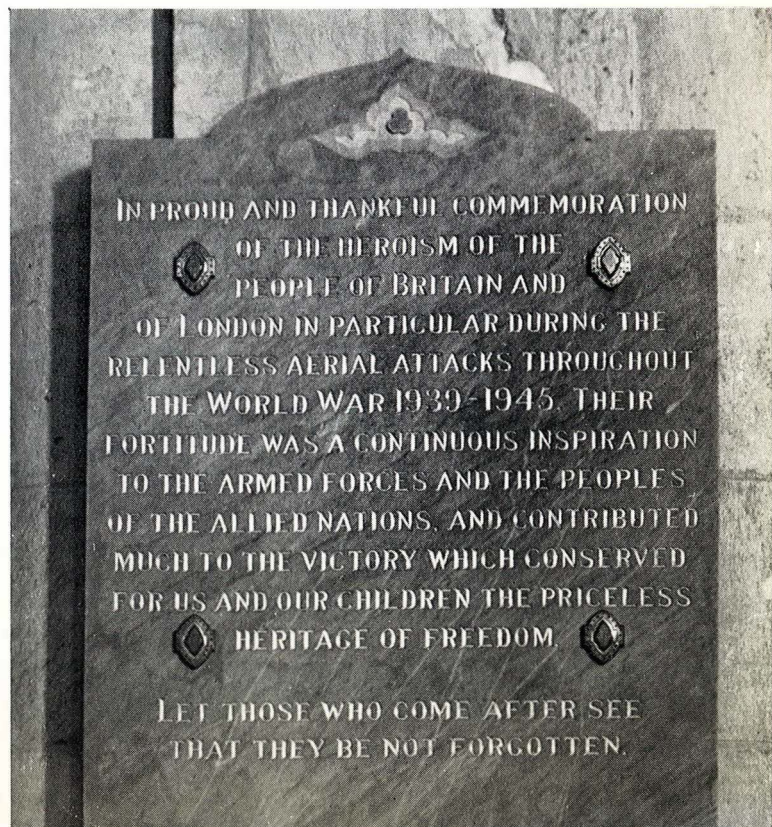 IN PROUD AND THANKFUL COMMEMORATION
OF THE HEROISM OF THE
PEOPLE OF BRITAIN AND
OF LONDON IN PARTICULAR DURING THE
RELENTLESS AERIAL ATTACKS THROUGHOUT
THE WORLD WAR 1939-1945. THEIR
FORTITUDE WAS A CONTINUOUS INSPIRATION
TO THE ARMED FORCES AND THE PEOPLES
OF THE ALLIED NATIONS, AND CONTRIBUTED
MUCH TO THE VICTORY WHICH CONSERVED
FOR US AND OUR CHILDREN THE PRICELESS
HERITAGE OF FREEDOM.
LET THOSE WHO COME AFTER SEE
THAT THEY BE NOT FORGOTTEN.